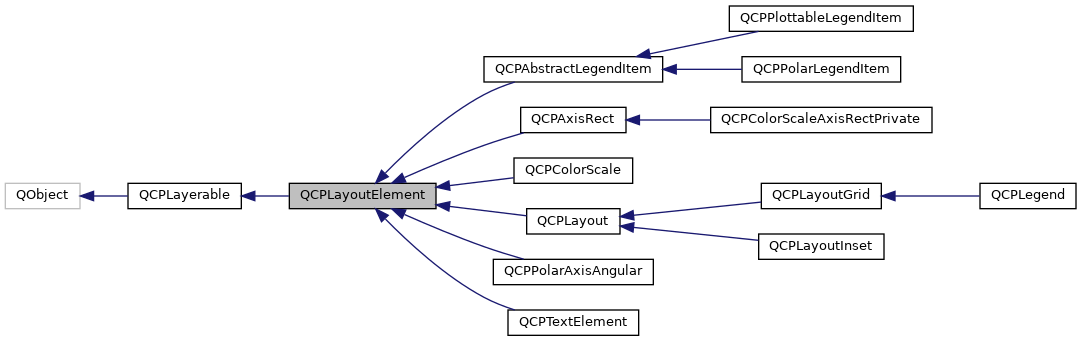 QCPPlottableLegendItem
QCPAbstractLegendItem
QCPPolarLegendItem
QCPAxisRect
QCPColorScaleAxisRectPrivate
QCPColorScale
QObject
QCPLayerable
QCPLayoutElement
QCPLayoutGrid
QCPLegend
QCPLayout
QCPLayoutInset
QCPPolarAxisAngular
QCPTextElement